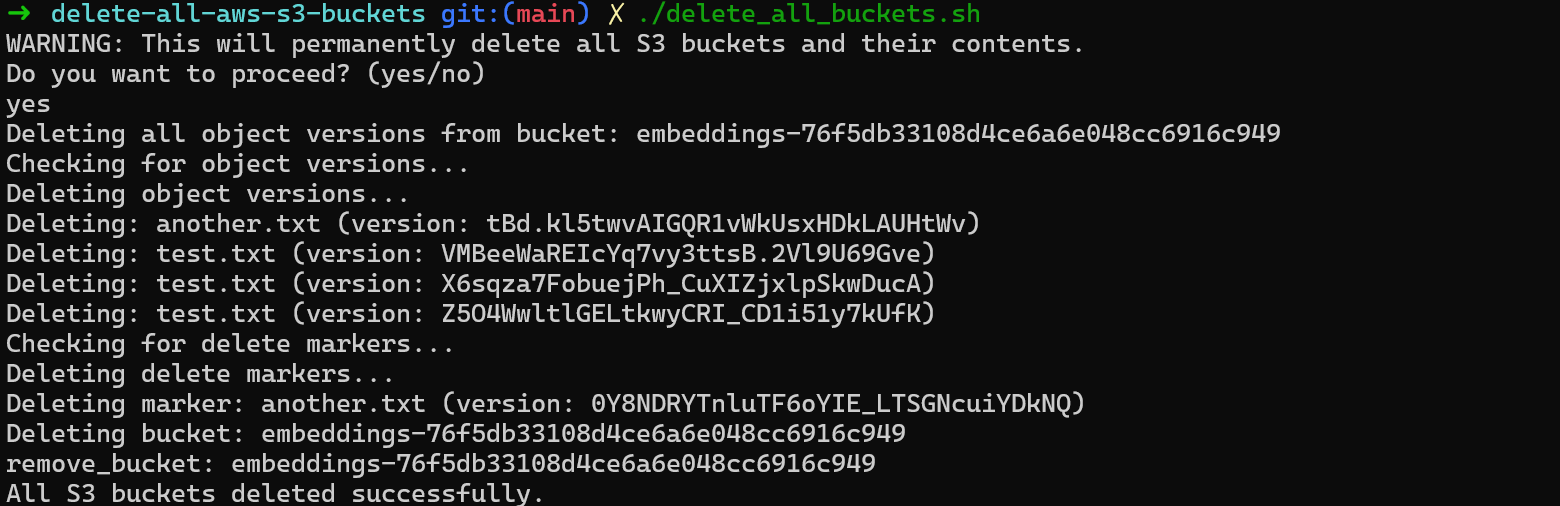 ➜ delete-all-aws-s3-buckets git:(main) ✗ ./delete_all_buckets.sh
WARNING: This will permanently delete all S3 buckets and their contents.
Do you want to proceed? (yes/no)
yes
Deleting all object versions from bucket: embeddings-76f5db33108d4ce6a6e048cc6916c949
Checking for object versions...
Deleting object versions...
Deleting: another.txt (version: tBd.kl5twvAIGQR1vWkUsxHDkLAUHtWv)
Deleting: test.txt (version: VMBeeWaREIcYq7vy3ttsB.2Vl9U69Gve)
Deleting: test.txt (version: X6sqza7FobuejPh_CuXIZjxlpSkwDucA)
Deleting: test.txt (version: Z5O4WwltlGELtkwyCRI_CD1i51y7kUfK)
Checking for delete markers...
Deleting delete markers...
Deleting marker: another.txt (version: 0Y8NDRYTnluTF6oYIE_LTSGNcuiYDkNQ)
Deleting bucket: embeddings-76f5db33108d4ce6a6e048cc6916c949
remove_bucket: embeddings-76f5db33108d4ce6a6e048cc6916c949
All S3 buckets deleted successfully.